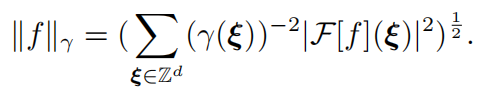 ‖f‖_γ = (∑_{ξ∈ℤ^d} (γ(ξ))^{−2}|ℱ[f](ξ)|²)^{1/2}.